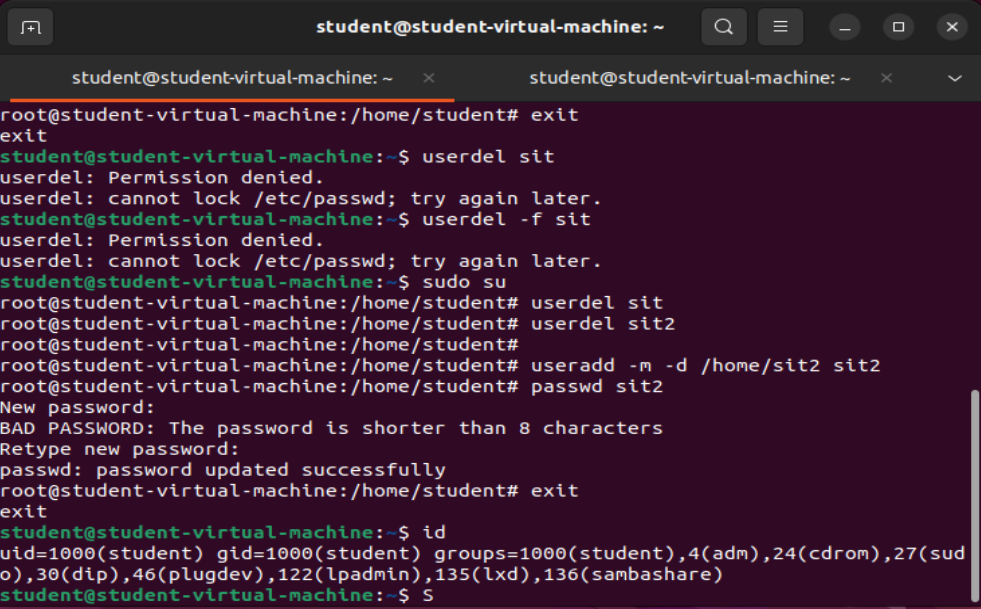 student@student-virtual-machine: ~
student@student-virtual-machine: ~
student@student-virtual-machine: ~
root@student-virtual-machine:/home/student# exit
exit
student@student-virtual-machine:~$ userdel sit
userdel: Permission denied.
userdel: cannot lock /etc/passwd; try again later.
student@student-virtual-machine:~$ userdel -f sit
userdel: Permission denied.
userdel: cannot lock /etc/passwd; try again later.
student@student-virtual-machine:~$ sudo su
root@student-virtual-machine:/home/student# userdel sit
root@student-virtual-machine:/home/student# userdel sit2
root@student-virtual-machine:/home/student#
root@student-virtual-machine:/home/student# useradd -m -d /home/sit2 sit2
root@student-virtual-machine:/home/student# passwd sit2
New password:
BAD PASSWORD: The password is shorter than 8 characters
Retype new password:
passwd: password updated successfully
root@student-virtual-machine:/home/student# exit
exit
student@student-virtual-machine:~$ id
uid=1000(student) gid=1000(student) groups=1000(student),4(adm),24(cdrom),27(sud
o),30(dip),46(plugdev),122(lpadmin),135(lxd),136(sambashare)
student@student-virtual-machine:~$ S